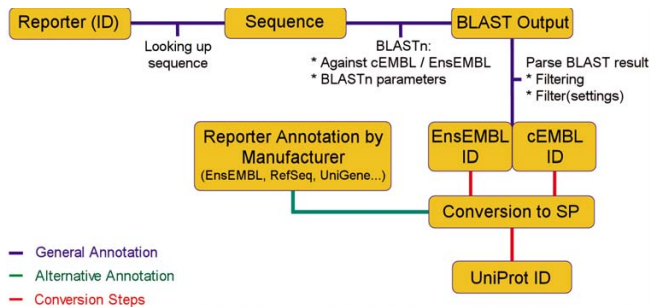 Reporter (ID)
Sequence
BLAST Output
Looking up
sequence
BLASTn:
* Against cEMBL / EnsEMBL
* BLASTn parameters
Parse BLAST result
* Filtering
* Filter(settings)
Reporter Annotation by
Manufacturer
(EnsEMBL, RefSeq, UniGene...)
EnsEMBL
ID
cEMBL
ID
Conversion to SP
UniProt ID
General Annotation
Alternative Annotation
Conversion Steps